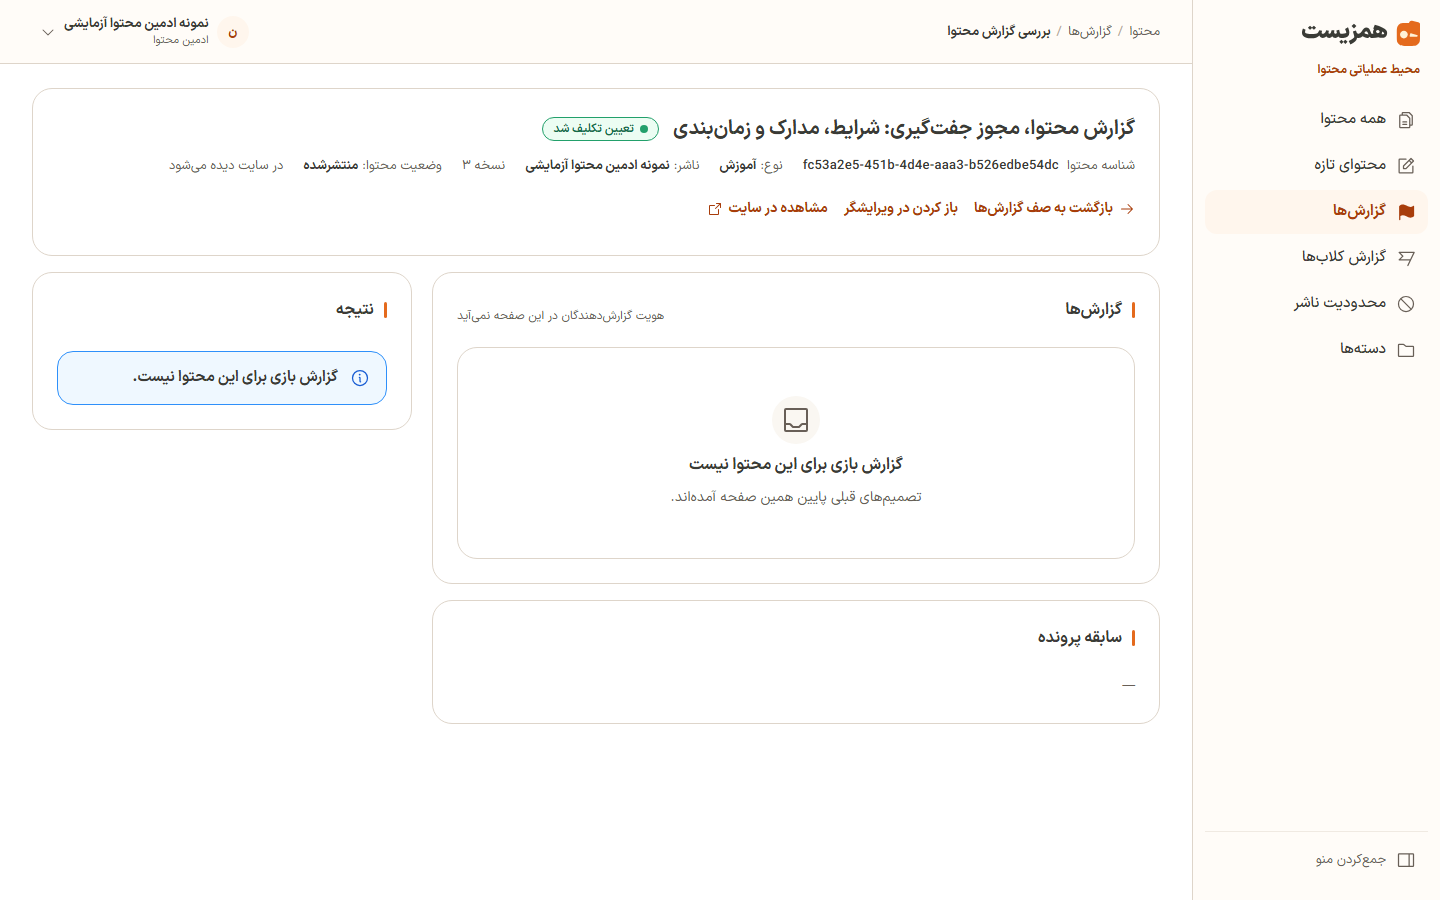 همزیست
محیط عملیاتی محتوا
همه محتوا
محتوای تازه
گزارش‌ها
گزارش کلاب‌ها
محدودیت ناشر
دسته‌ها
جمع‌کردن منو
محتوا / گزارش‌ها / بررسی گزارش محتوا
ن
نمونه ادمین محتوا آزمایشی
ادمین محتوا
گزارش محتوا، مجوز جفت‌گیری: شرایط، مدارک و زمان‌بندی
تعیین تکلیف شد
شناسه محتوا fc53a2e5-451b-4d4e-aaa3-b526edbe54dc نوع: آموزش ناشر: نمونه ادمین محتوا آزمایشی نسخه ۳ وضعیت محتوا: منتشرشده در سایت دیده می‌شود
بازگشت به صف گزارش‌ها باز کردن در ویرایشگر مشاهده در سایت
گزارش‌ها
هویت گزارش‌دهندگان در این صفحه نمی‌آید
گزارش بازی برای این محتوا نیست
تصمیم‌های قبلی پایین همین صفحه آمده‌اند.
سابقه پرونده
—
نتیجه
گزارش بازی برای این محتوا نیست.